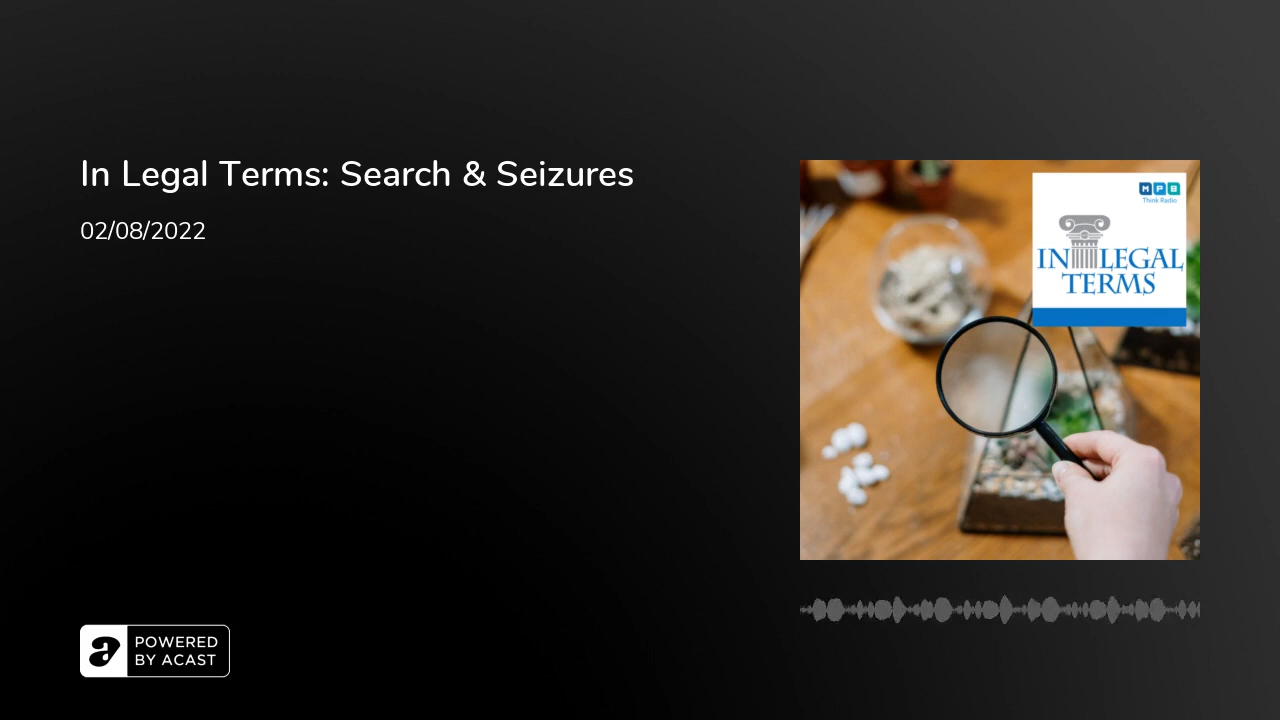 In Legal Terms: Search & Seizures
02/08/2022
MPB
Think Radio
IN LEGAL
TERMS
a POWERED
BY ACAST